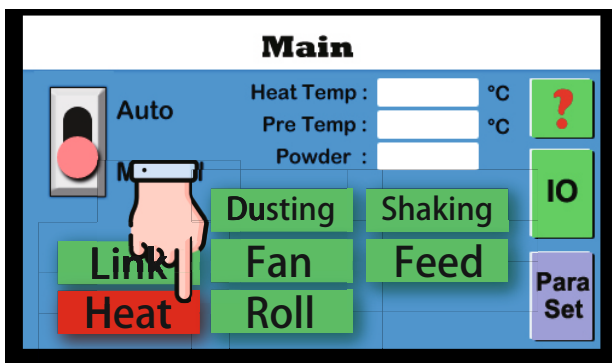 Main
Auto
Heat Temp : °C
Pre Temp : °C
Powder :
?
IO
Dusting Shaking
Link Fan Feed
Heat Roll
Para
Set